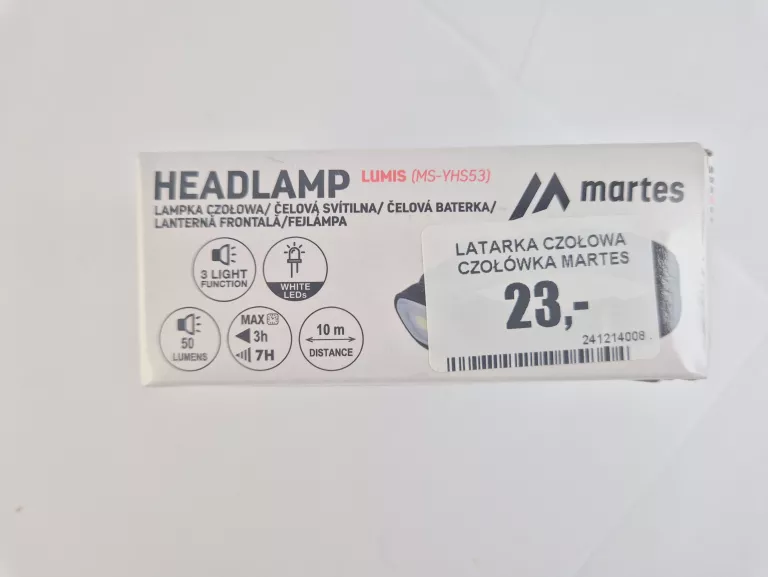 HEADLAMP LUMIS (MS-YHS53)
martes
LAMPKA CZOŁOWA/ ČELOVÁ SVÍTILNA/ ČELOVÁ BATERKA/
LANTERNĂ FRONTALĂ/FEJLÁMPA
3 LIGHT
FUNCTION
WHITE
LEDs
50
LUMENS
MAX
3h
7H
10 m
DISTANCE
LATARKA CZOŁOWA
CZOŁÓWKA MARTES
23,-
241214008